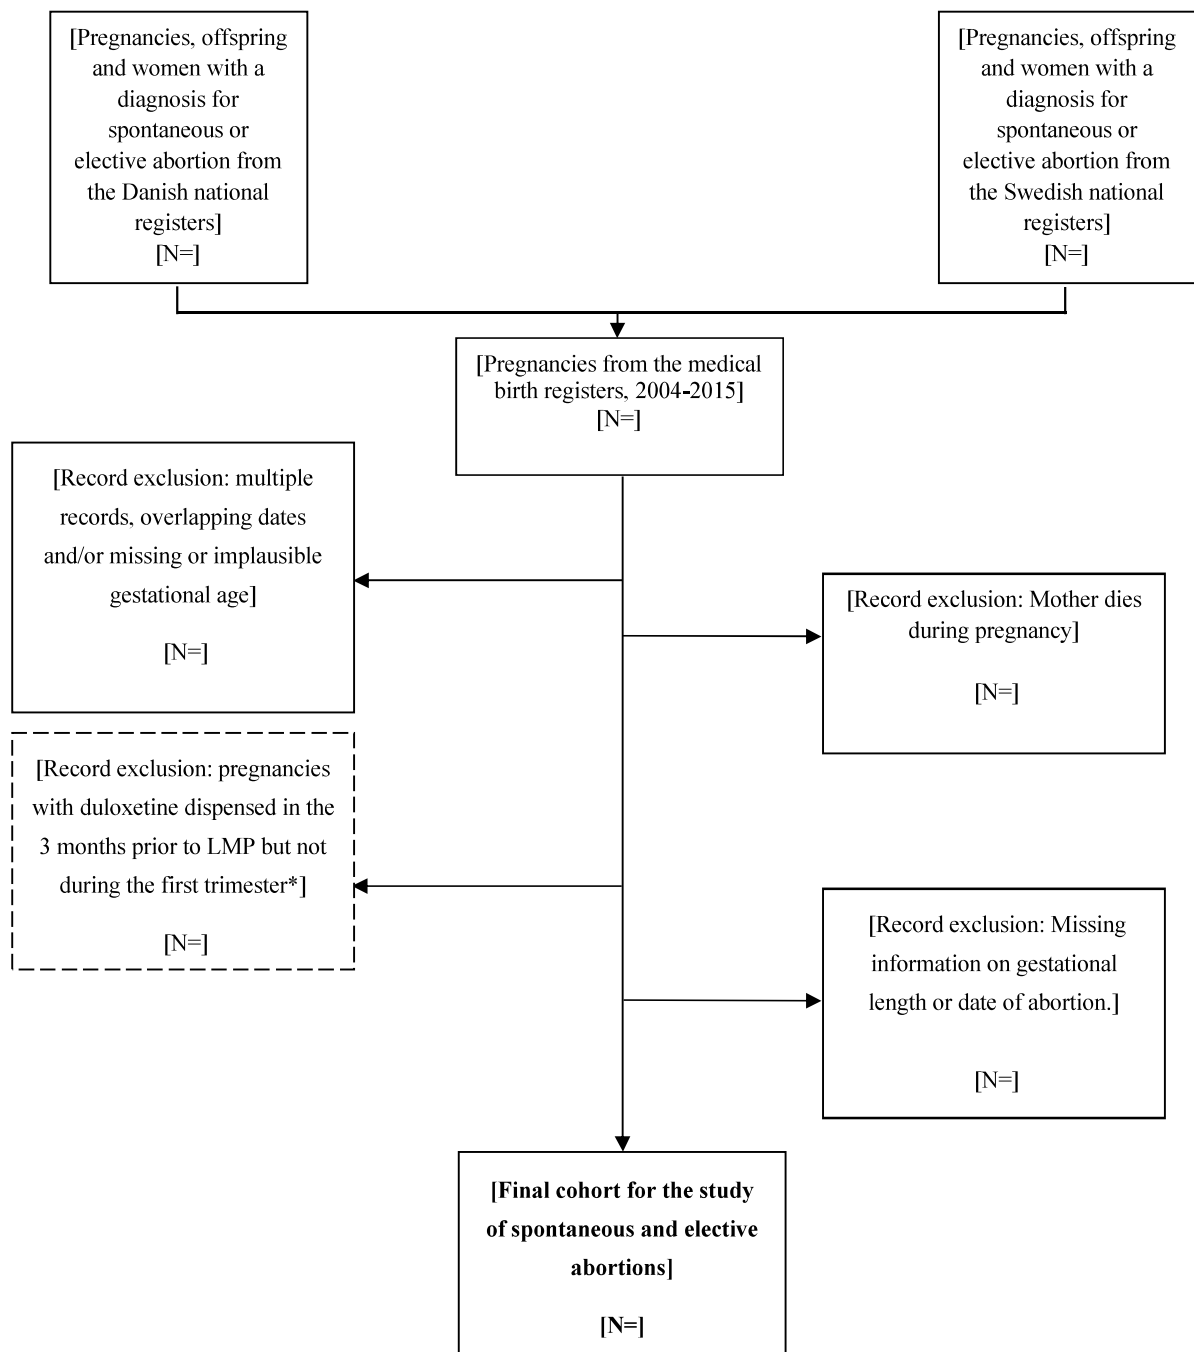 [Pregnancies, offspring
and women with a
diagnosis for
spontaneous or
elective abortion from
the Danish national
registers]
[N=]
[Pregnancies, offspring
and women with a
diagnosis for
spontaneous or
elective abortion from
the Swedish national
registers]
[N=]
[Pregnancies from the medical
birth registers, 2004-2015]
[N=]
[Record exclusion: multiple
records, overlapping dates
and/or missing or implausible
gestational age]
[N=]
[Record exclusion: Mother dies
during pregnancy]
[N=]
[Record exclusion: pregnancies
with duloxetine dispensed in the
3 months prior to LMP but not
during the first trimester*]
[N=]
[Record exclusion: Missing
information on gestational
length or date of abortion.]
[N=]
[Final cohort for the study
of spontaneous and elective
abortions]
[N=]